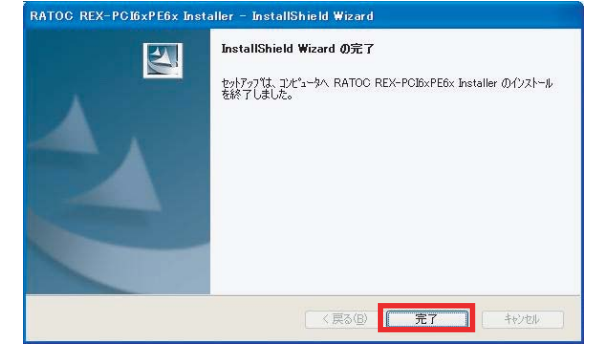 RATOC REX-PCI6xPE6x Installer - InstallShield Wizard
InstallShield Wizard の完了
セットアップは、コンピュータへ RATOC REX-PCI6xPE6x Installer のインストール
を終了しました。
< 戻る(B)
完了
キャンセル